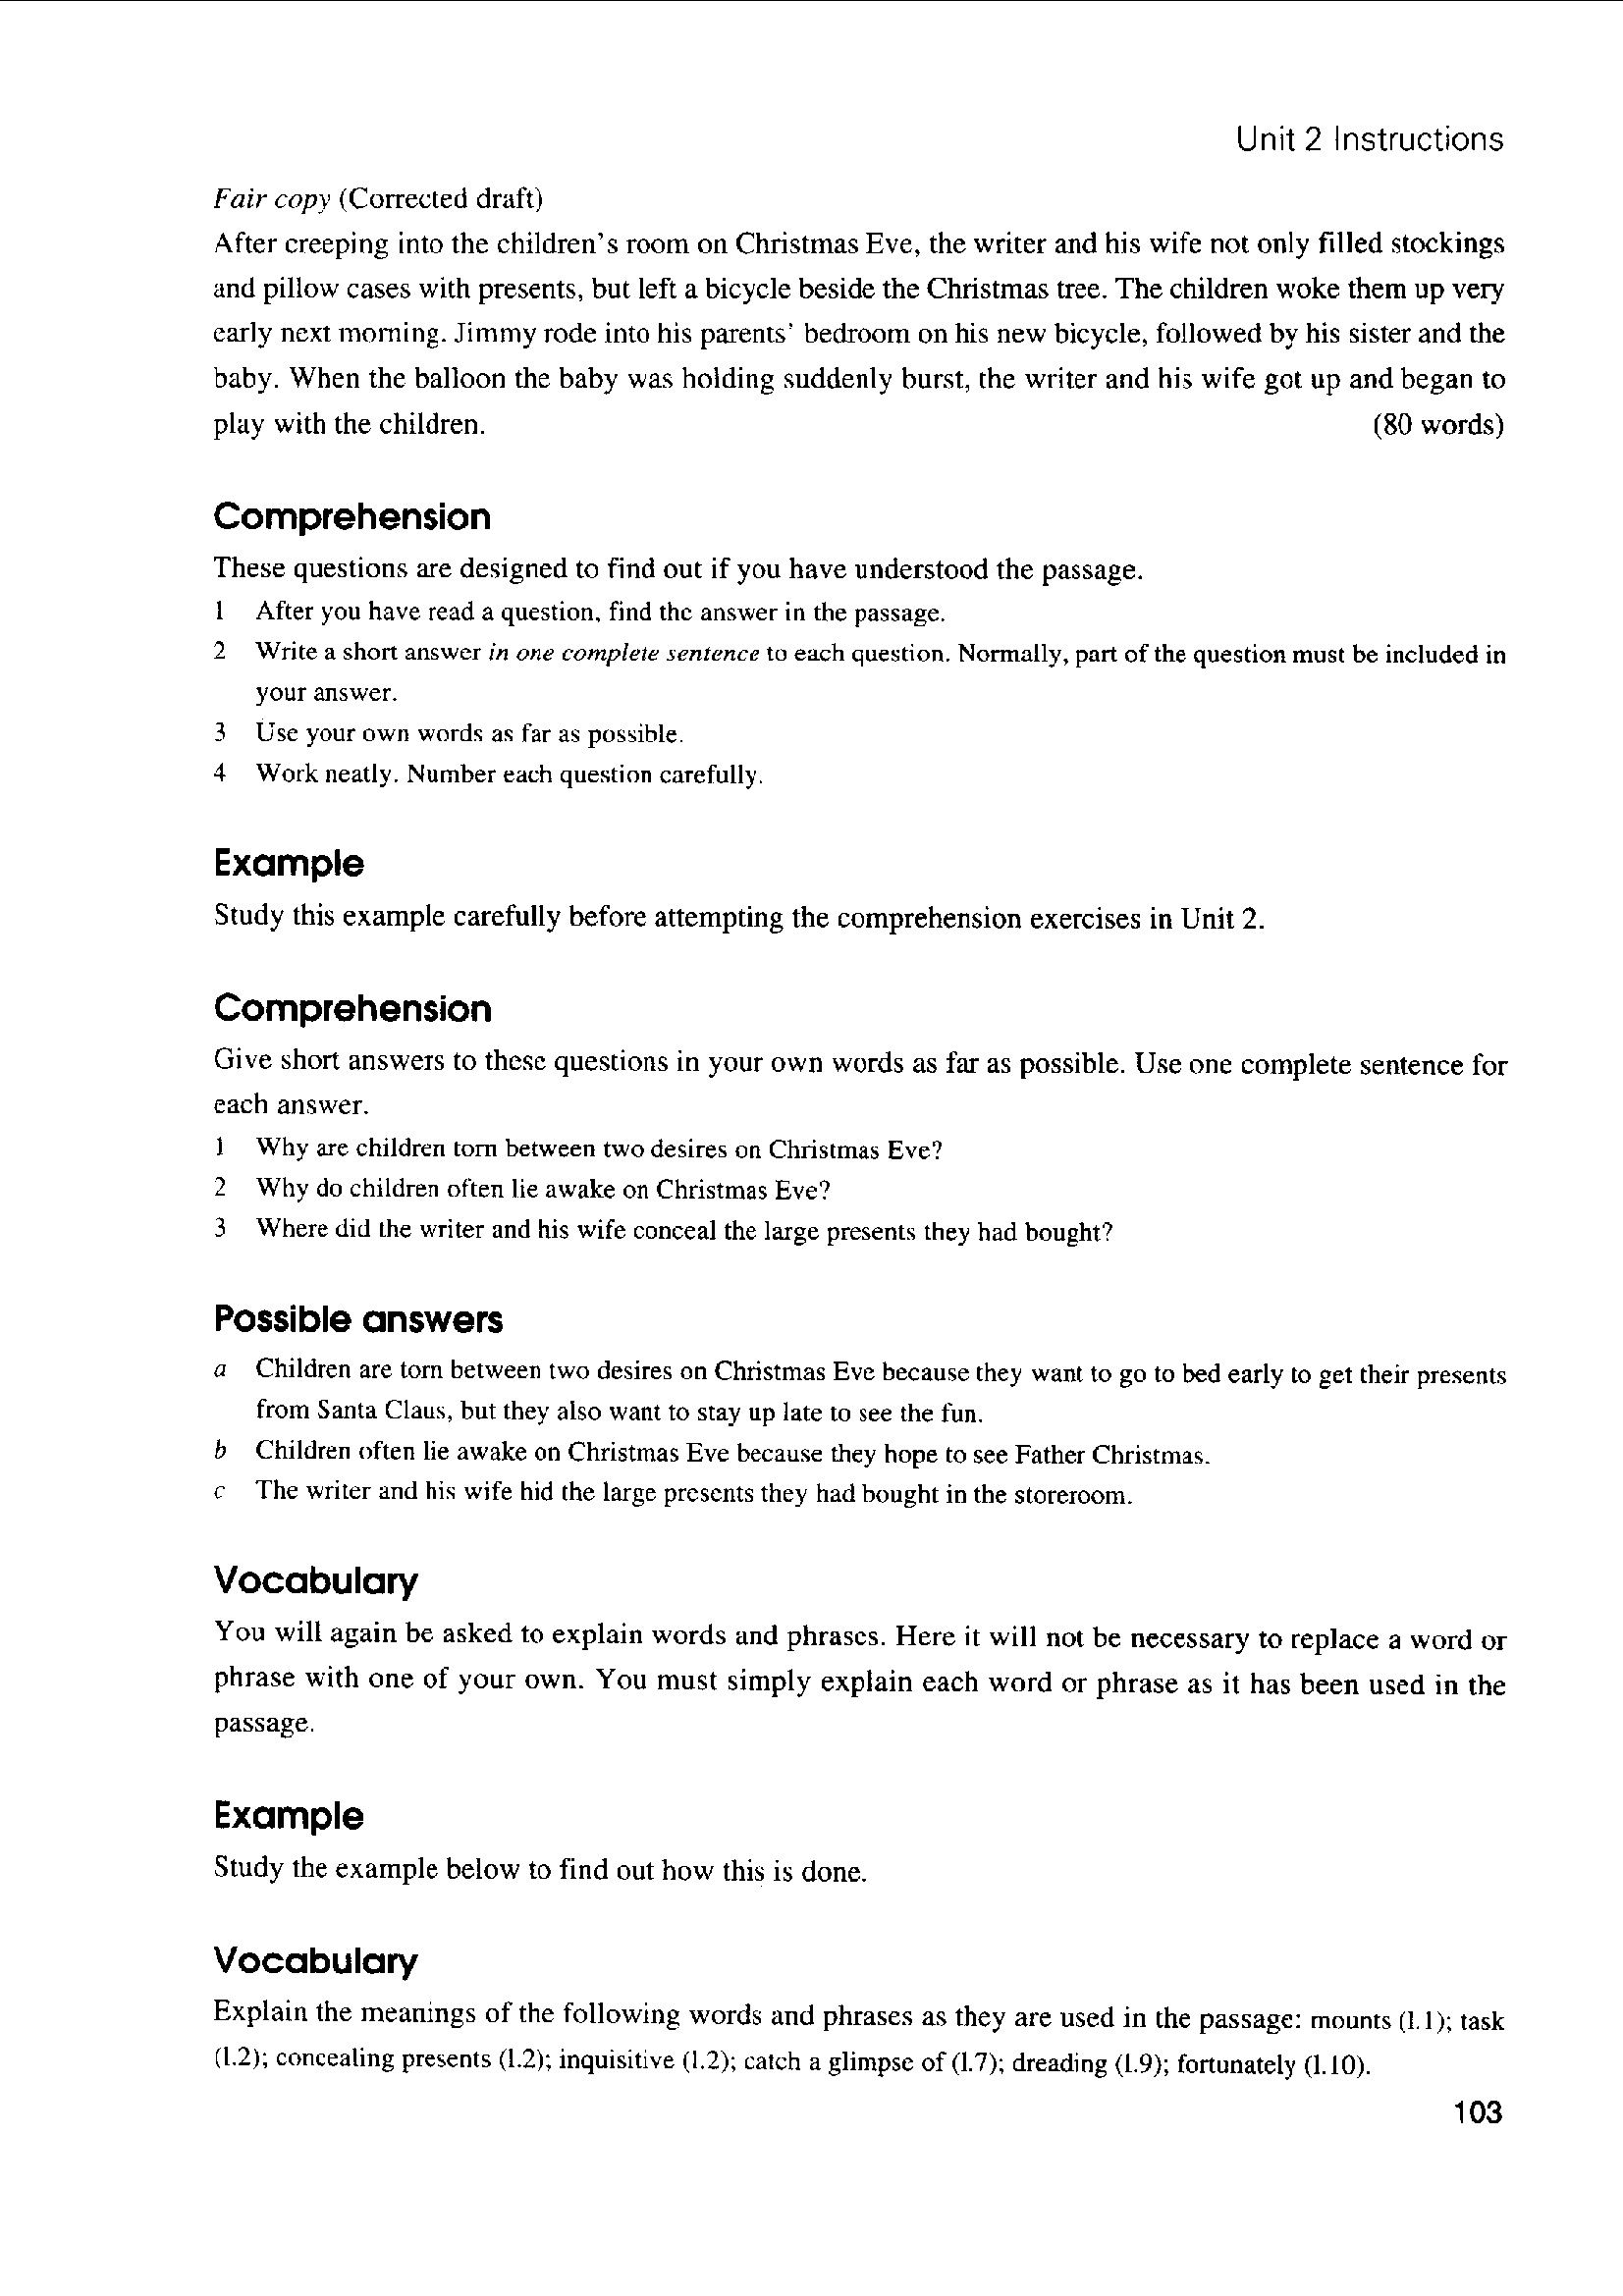 Unit 2 Instructions
Fair copy (Corrected draft)
After creeping into the children's room on Christmas Eve, the writer and his wife not only filled stockings
and pillow cases with presents, but left a bicycle beside the Christmas tree. The children woke them up very
early next morning. Jimmy rode into his parents' bedroom on his new bicycle, followed by his sister and the
baby. When the balloon the baby was holding suddenly burst, the writer and his wife got up and began to
play with the children. (80 words)
Comprehension
These questions are designed to find out if you have understood the passage.
1 After you have read a question, find the answer in the passage.
2 Write a short answer in one complete sentence to each question. Normally, part of the question must be included in
your answer.
3 Use your own words as far as possible.
4 Work neatly. Number each question carefully.
Example
Study this example carefully before attempting the comprehension exercises in Unit 2.
Comprehension
Give short answers to these questions in your own words as far as possible. Use one complete sentence for
each answer.
1 Why are children torn between two desires on Christmas Eve?
2 Why do children often lie awake on Christmas Eve?
3 Where did the writer and his wife conceal the large presents they had bought?
Possible answers
a Children are torn between two desires on Christmas Eve because they want to go to bed early to get their presents
from Santa Claus, but they also want to stay up late to see the fun.
b Children often lie awake on Christmas Eve because they hope to see Father Christmas.
c The writer and his wife hid the large presents they had bought in the storeroom.
Vocabulary
You will again be asked to explain words and phrases. Here it will not be necessary to replace a word or
phrase with one of your own. You must simply explain each word or phrase as it has been used in the
passage.
Example
Study the example below to find out how this is done.
Vocabulary
Explain the meanings of the following words and phrases as they are used in the passage: mounts (l.1); task
(l.2); concealing presents (l.2); inquisitive (l.2); catch a glimpse of (l.7); dreading (l.9); fortunately (l.10).
103